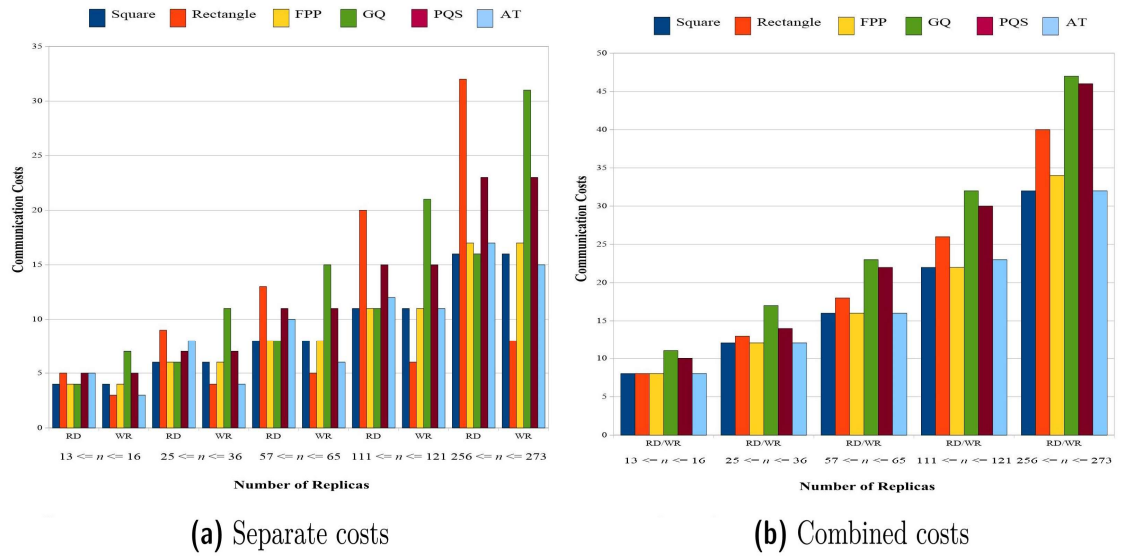 Square Rectangle FPP GQ PQS AT
35
30
25
20
15
10
5
0
Communication Costs
RD WR RD WR RD WR RD WR RD WR
13 <= n <= 16 25 <= n <= 36 57 <= n <= 65 111 <= n <= 121 256 <= n <= 273
Number of Replicas
(a) Separate costs
Square Rectangle FPP GQ PQS AT
50
45
40
35
30
25
20
15
10
5
0
Communication Costs
RD/WR RD/WR RD/WR RD/WR RD/WR
13 <= n <= 16 25 <= n <= 36 57 <= n <= 65 111 <= n <= 121 256 <= n <= 273
Number of Replicas
(b) Combined costs